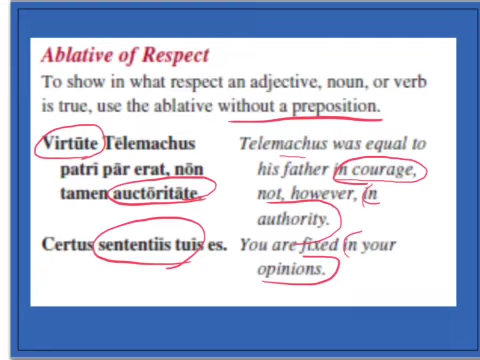 Ablative of Respect
To show in what respect an adjective, noun, or verb
is true, use the ablative without a preposition.
Virtūte Tēlemachus Telemachus was equal to
patrī pār erat, nōn his father in courage,
tamen auctōritāte. not, however, in
authority.
Certus sententiīs tuīs es. You are fixed in your
opinions.